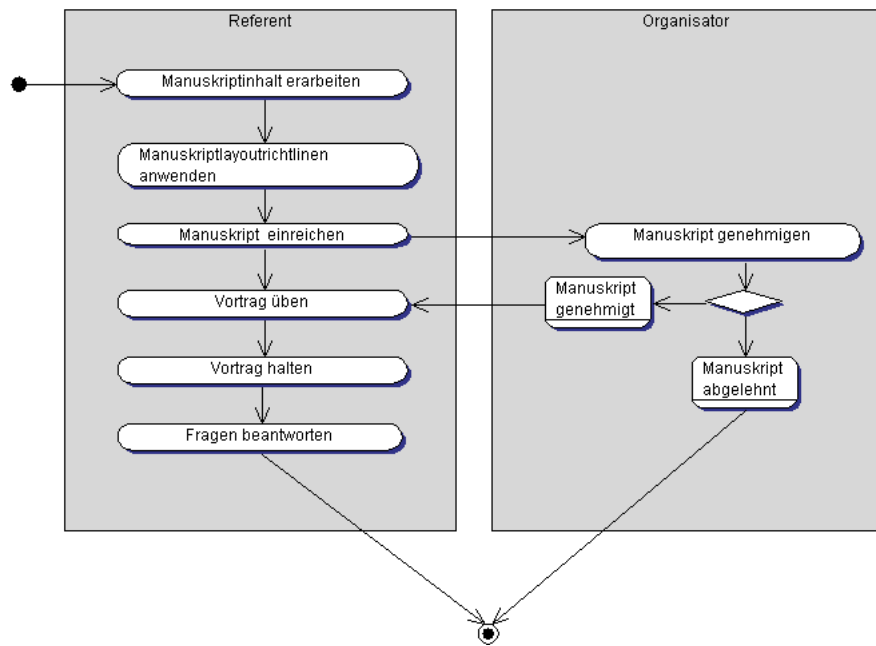 Referent
Organisator
Manuskriptinhalt erarbeiten
Manuskriptlayoutrichtlinen
anwenden
Manuskript einreichen
Manuskript genehmigen
Vortrag üben
Manuskript
genehmigt
Vortrag halten
Manuskript
abgelehnt
Fragen beantworten